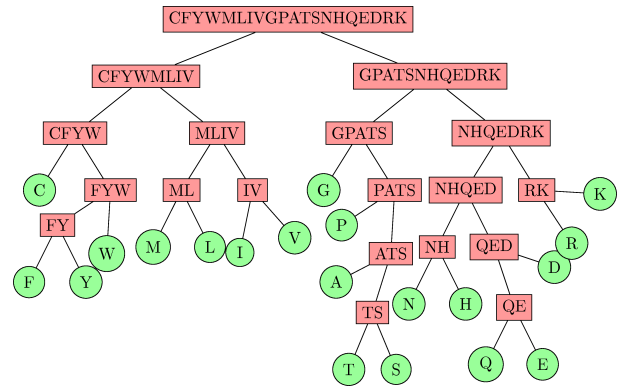 CFYWMLIVGPATSNHQEDRK
CFYWMLIV GPATSNHQEDRK
CFYW MLIV GPATS NHQEDRK
C FYW ML IV G PATS NHQED RK K
FY W M L I V P R
F Y ATS NH QED D
A N H
TS QE
T S Q E